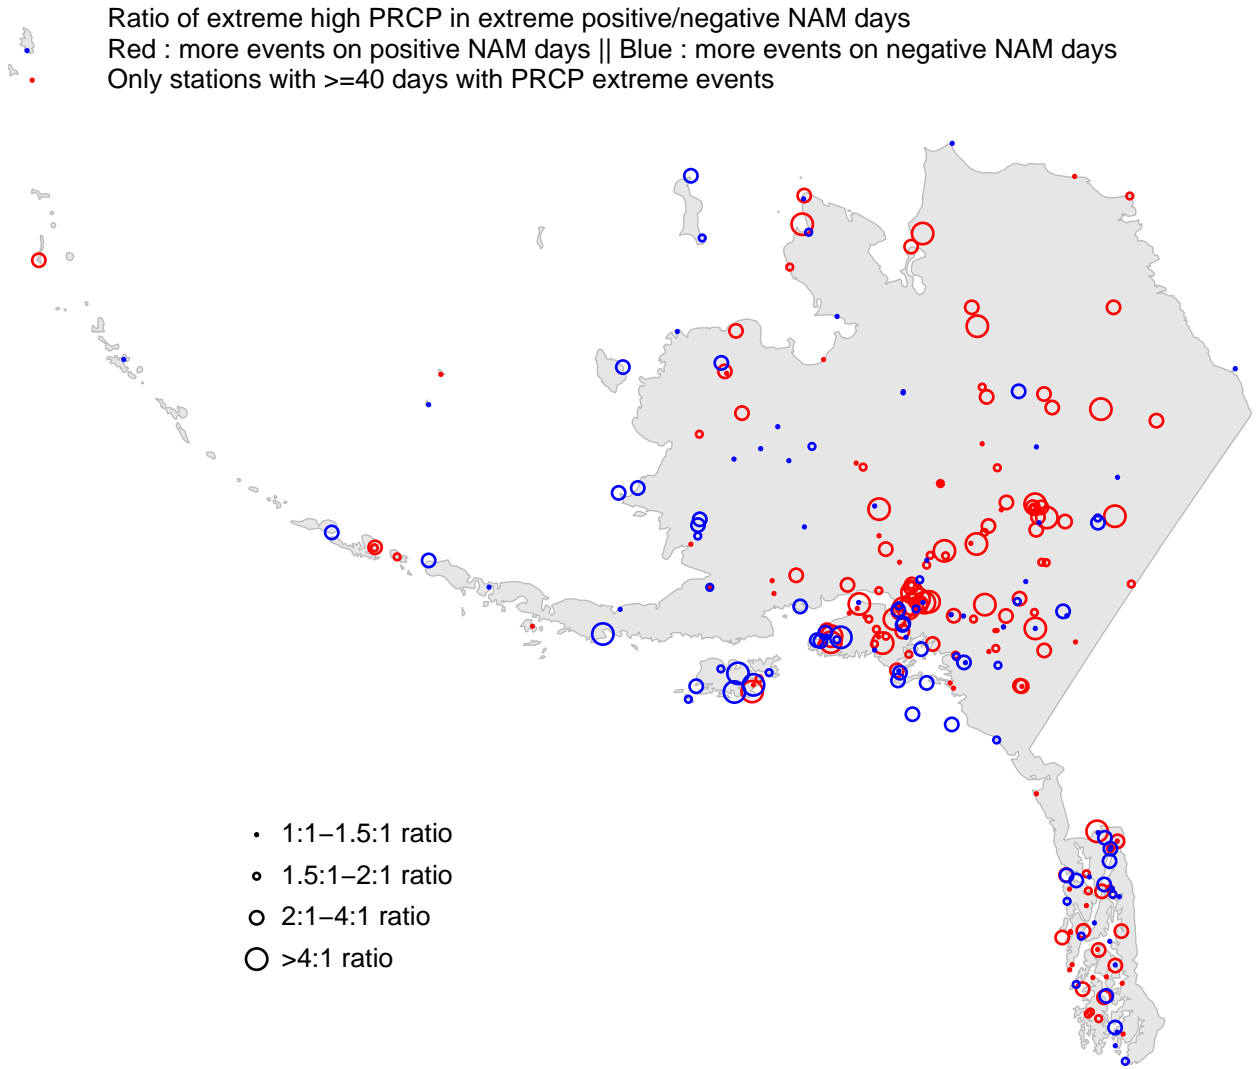 Ratio of extreme high PRCP in extreme positive/negative NAM days
Red : more events on positive NAM days || Blue : more events on negative NAM days
Only stations with >=40 days with PRCP extreme events
1:1−1.5:1 ratio
1.5:1−2:1 ratio
2:1−4:1 ratio
>4:1 ratio